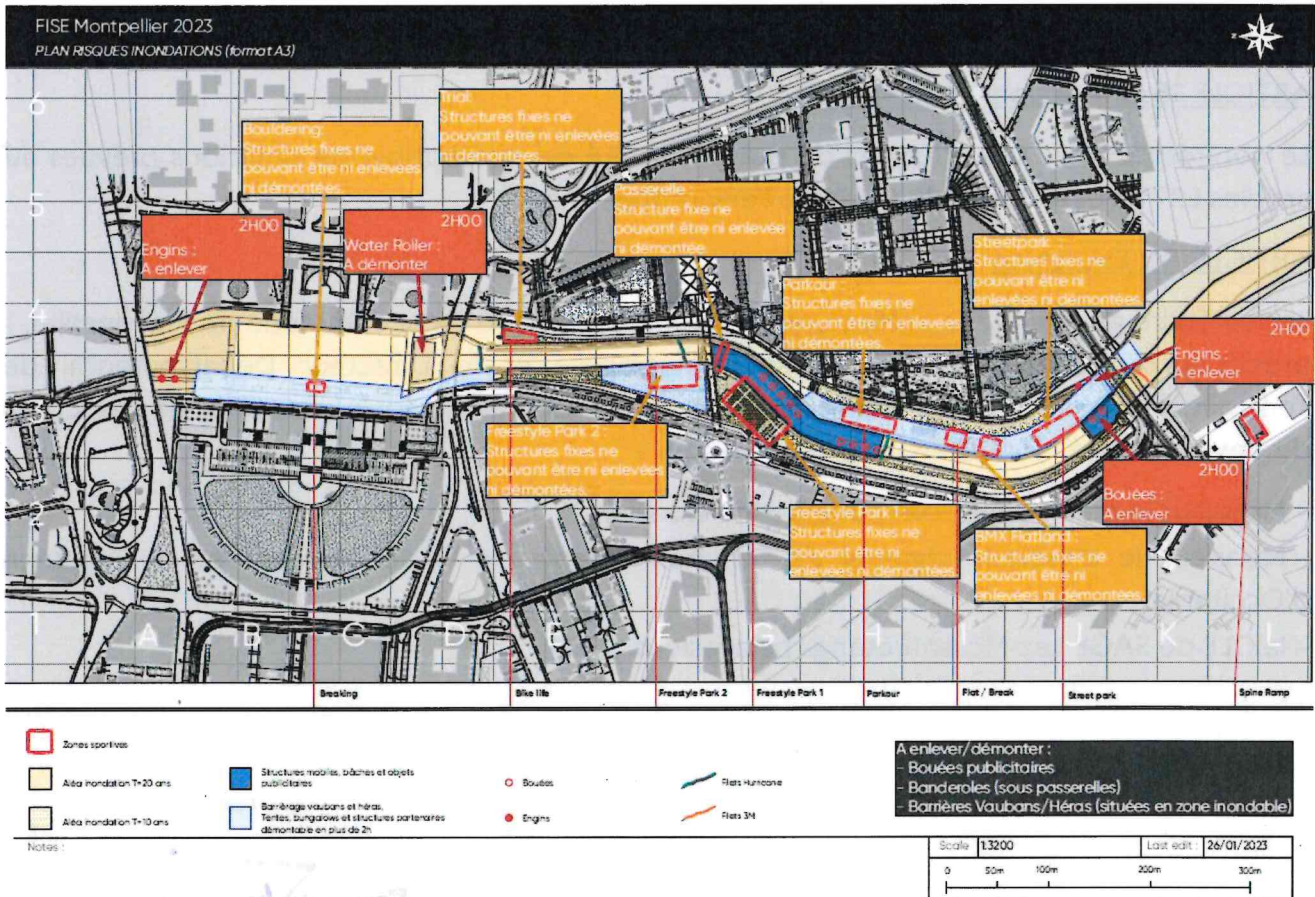 FISE Montpellier 2023
PLAN RISQUES INONDATIONS (format A3)
Z
6
5
4
2
1
A
B
C
D
E
F
G
H
I
J
K
L
Trial:
Structures fixes ne
pouvant être ni enlevées
ni démontées.
Bouldering:
Structures fixes ne
pouvant être ni enlevées
ni démontées.
Passerelle :
Structure fixe ne
pouvant être ni enlevée
ni démontée.
2H00
Engins :
A enlever
2H00
Water Roller :
A démonter
Streetpark :
Structures fixes ne
pouvant être ni
enlevées ni démontées.
Parkour :
Structures fixes ne
pouvant être ni enlevées
ni démontées.
2H00
Engins :
A enlever
Freestyle Park 2 :
Structures fixes ne
pouvant être ni enlevées
ni démontées.
2H00
Bouées :
A enlever
Freestyle Park 1 :
Structures fixes ne
pouvant être ni
enlevées ni démontées.
BMX Flatland :
Structures fixes ne
pouvant être ni
enlevées ni démontées.
Breaking
Bike life
Freestyle Park 2
Freestyle Park 1
Parkour
Flat / Break
Street park
Spine Ramp
Zones sportives
Aléa inondation T=20 ans
Aléa inondation T=10 ans
Structures mobiles, bâches et objets
publicitaires
Barrièrage vaubans et héras,
Tentes, bungalows et structures partenaires
démontable en plus de 2h
Bouées
Engins
Filets Hurricane
Filets 3M
A enlever/démonter :
- Bouées publicitaires
- Banderoles (sous passerelles)
- Barrières Vaubans/Héras (situées en zone inondable)
Notes :
Scale 1:3200 Last edit : 26/01/2023
0 50m 100m 200m 300m